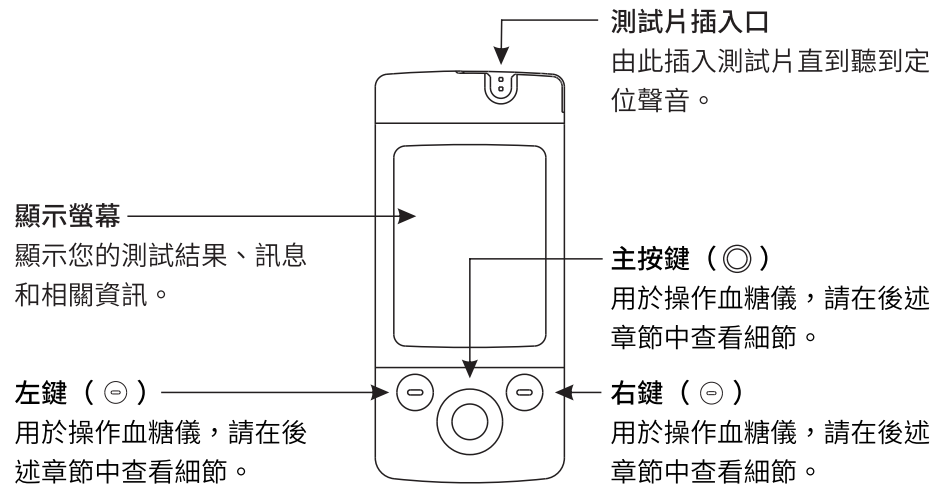 測試片插入口
由此插入測試片直到聽到定
位聲音。
顯示螢幕
顯示您的測試結果、訊息
和相關資訊。
主按鍵（◎）
用於操作血糖儀，請在後述
章節中查看細節。
左鍵（⊖）
用於操作血糖儀，請在後
述章節中查看細節。
右鍵（⊖）
用於操作血糖儀，請在後述
章節中查看細節。